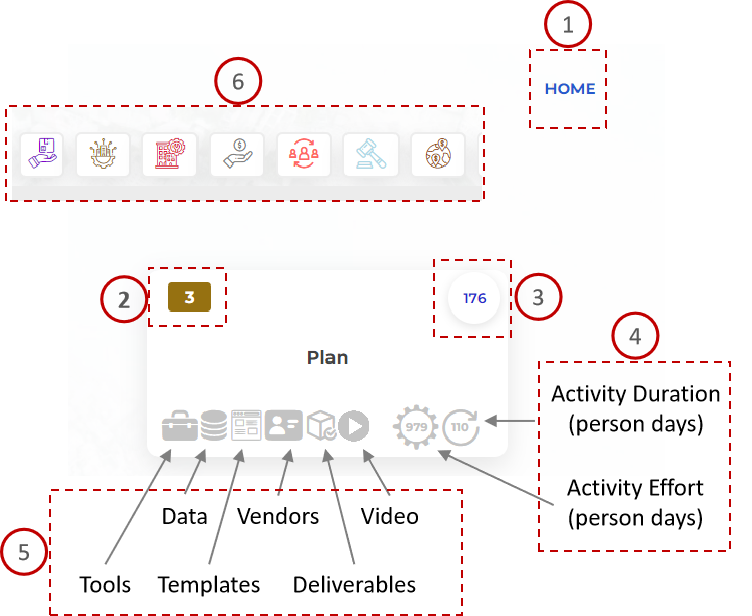 1
HOME
6
2
3
176
3
Plan
4
Activity Duration
(person days)
979
110
Activity Effort
(person days)
5
Data Vendors Video
Tools Templates Deliverables